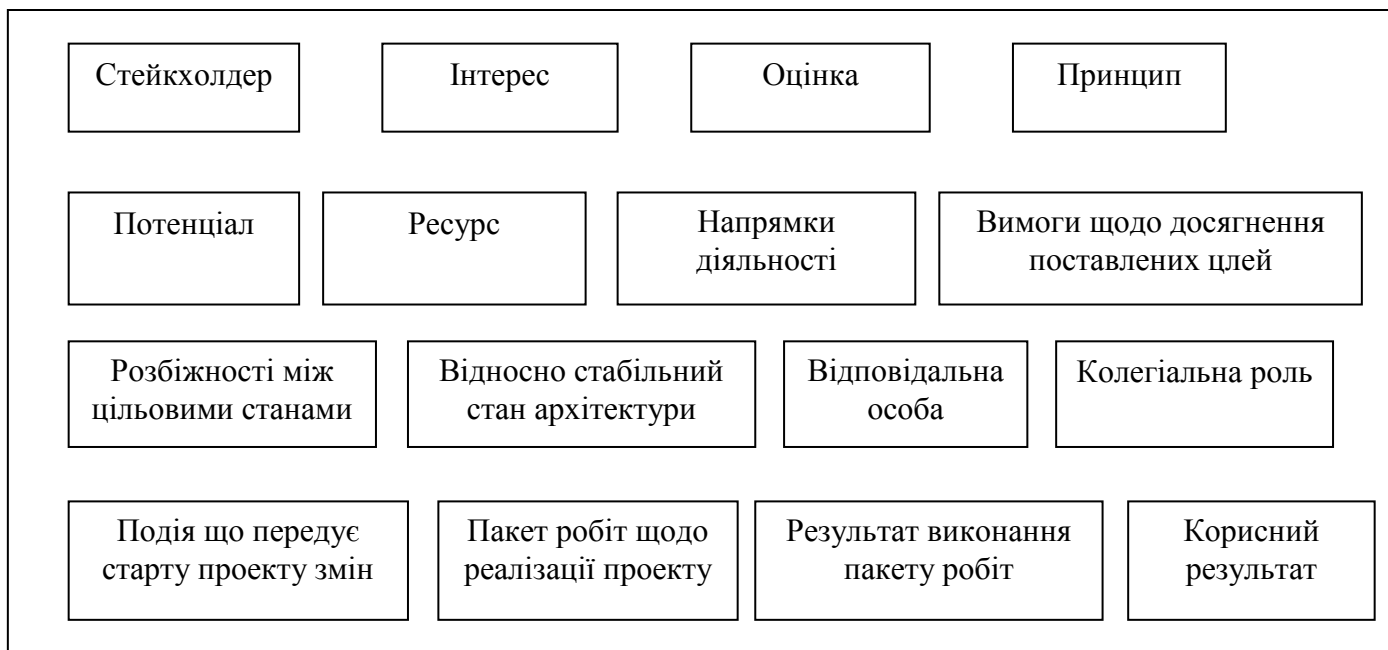 Стейкхолдер
Інтерес
Оцінка
Принцип
Потенціал
Ресурс
Напрямки
діяльності
Вимоги щодо досягнення
поставлених цлей
Розбіжності між
цільовими станами
Відносно стабільний
стан архітектури
Відповідальна
особа
Колегіальна роль
Подія що передує
старту проекту змін
Пакет робіт щодо
реалізації проекту
Результат виконання
пакету робіт
Корисний
результат